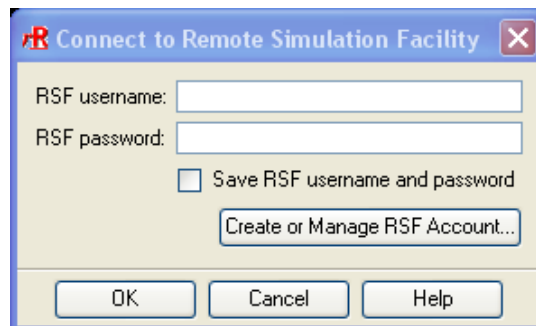 Connect to Remote Simulation Facility
RSF username:
RSF password:
Save RSF username and password
Create or Manage RSF Account...
OK Cancel Help